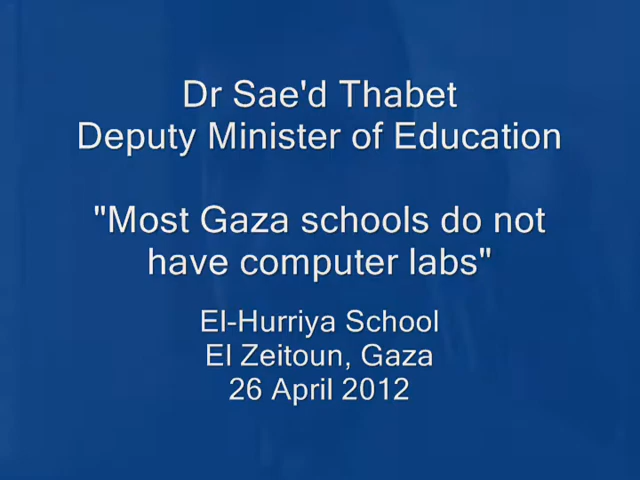 Dr Sae'd Thabet
Deputy Minister of Education
"Most Gaza schools do not
have computer labs"
El-Hurriya School
El Zeitoun, Gaza
26 April 2012